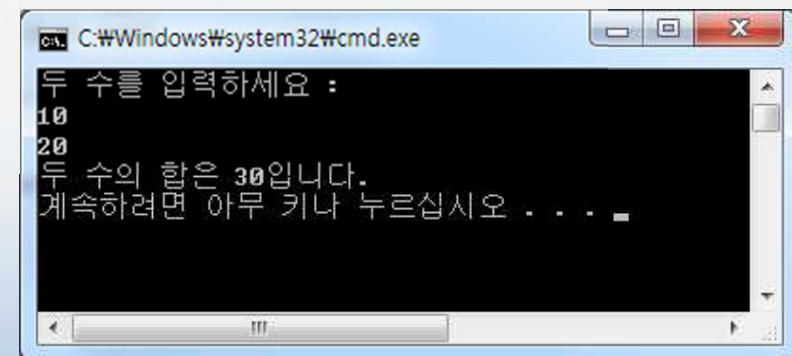 C:₩Windows₩system32₩cmd.exe
두 수를 입력하세요 :
10
20
두 수의 합은 30입니다.
계속하려면 아무 키나 누르십시오 . . .